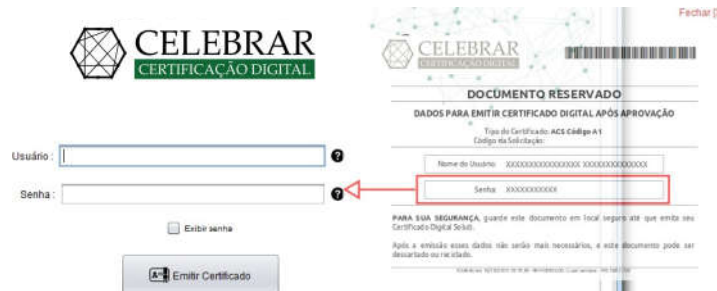 CELEBRAR
CERTIFICAÇÃO DIGITAL
Usuário :
Senha :
Exibir senha
Emitir Certificado
Fechar
CELEBRAR
CERTIFICAÇÃO DIGITAL
DOCUMENTO RESERVADO
DADOS PARA EMITIR CERTIFICADO DIGITAL APÓS APROVAÇÃO
Tipo do Certificado: ACS Código A1
Código da Solicitação:
Nome do Usuário: XXXXXXXXXXXXXXXXX XXXXXXXXXXXXXXX
Senha: XXXXXXXXXXX
PARA SUA SEGURANÇA, guarde este documento em local seguro até que emita seu
Certificado Digital
Após a emissão esses dados não serão mais necessários, e este documento pode ser
descartado ou reciclado.